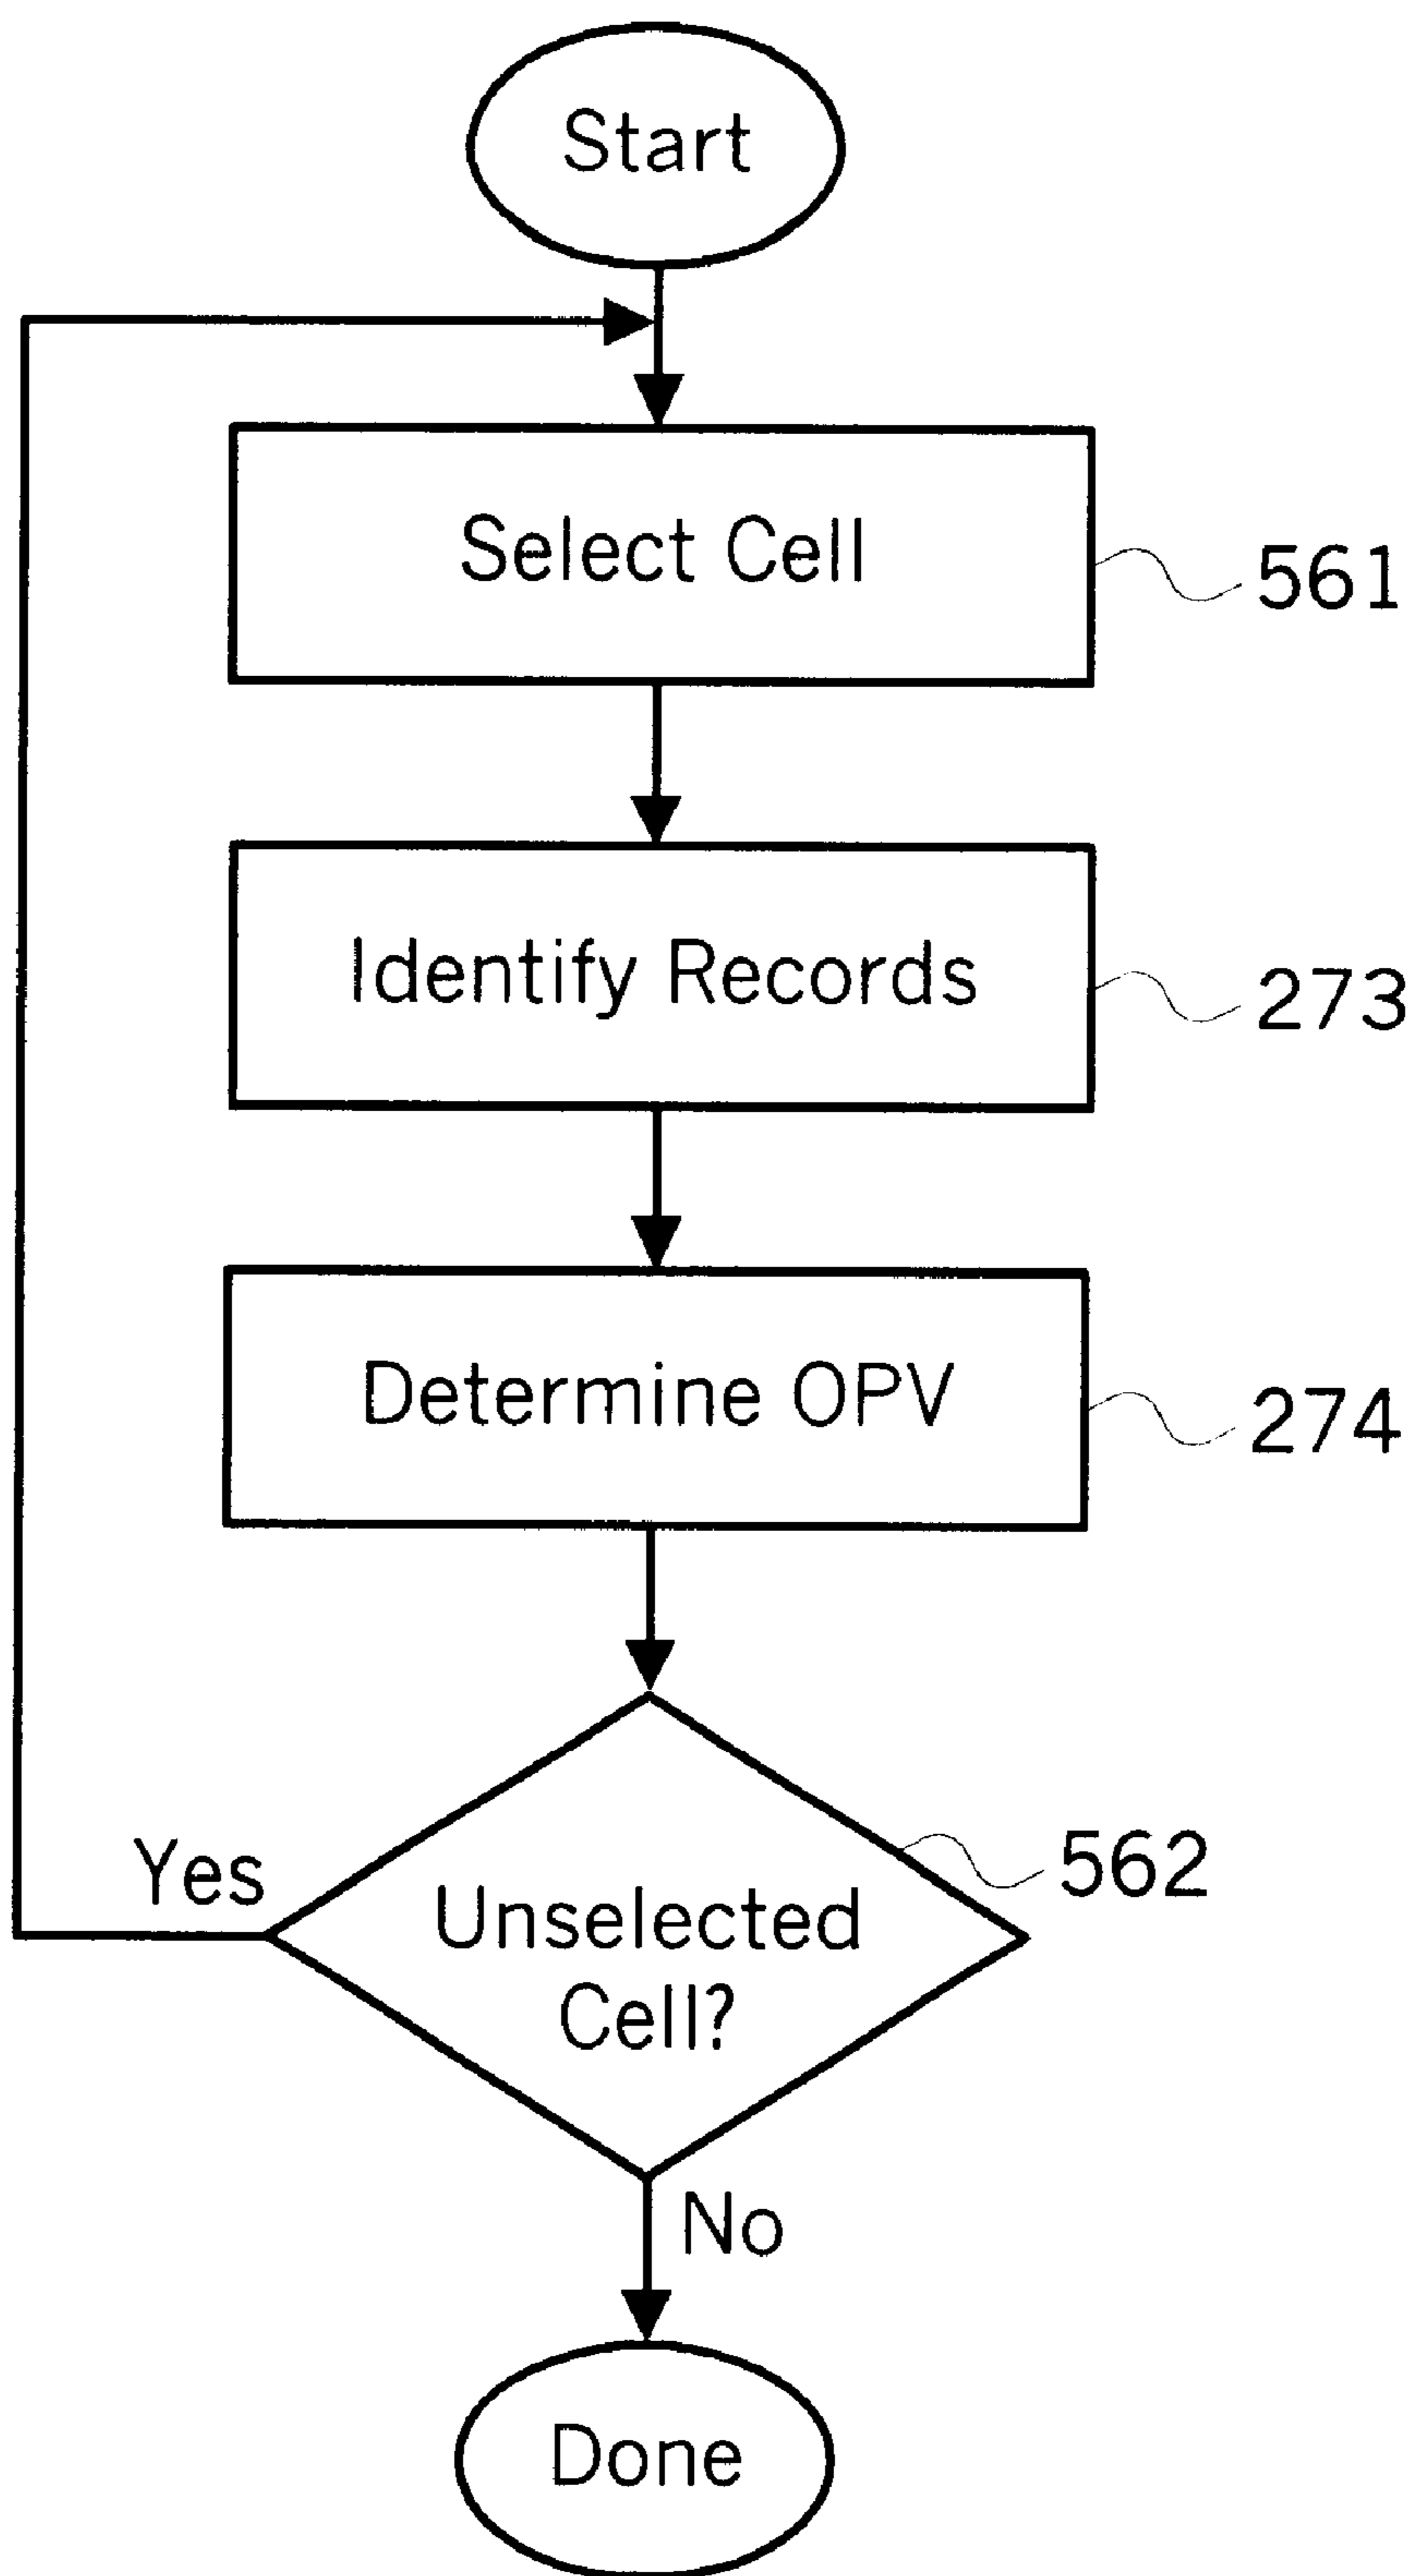 Start
Select Cell
561
Identify Records
273
Determine OPV
274
562
Yes
Unselected
Cell?
No
Done